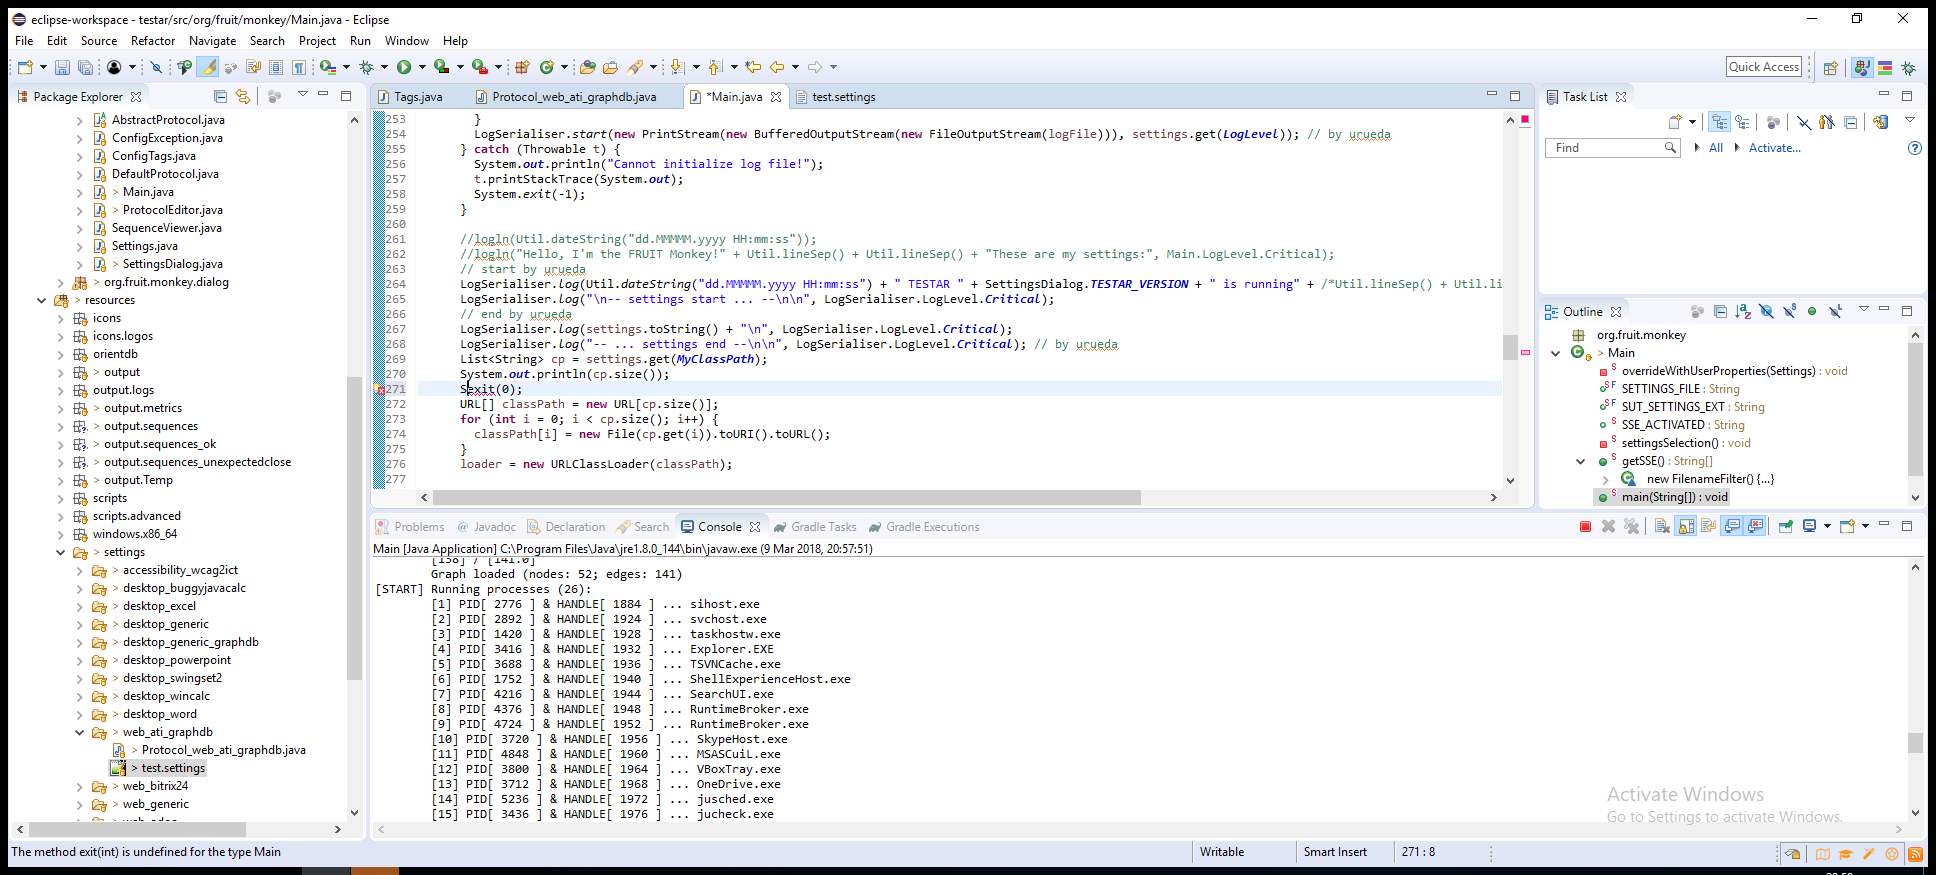 eclipse-workspace - testar/src/org/fruit/monkey/Main.java - Eclipse
File Edit Source Refactor Navigate Search Project Run Window Help
Quick Access
Package Explorer
AbstractProtocol.java
ConfigException.java
ConfigTags.java
DefaultProtocol.java
> Main.java
> ProtocolEditor.java
SequenceViewer.java
Settings.java
> SettingsDialog.java
> org.fruit.monkey.dialog
> resources
icons
icons.logos
orientdb
> output
output.logs
> output.metrics
> output.sequences
> output.sequences_ok
> output.sequences_unexpectedclose
> output.Temp
scripts
scripts.advanced
windows.x86_64
> settings
> accessibility_wcag2ict
> desktop_buggyjavacalc
> desktop_excel
> desktop_generic
> desktop_generic_graphdb
> desktop_powerpoint
> desktop_swingset2
> desktop_wincalc
> desktop_word
> web_ati_graphdb
> Protocol_web_ati_graphdb.java
> test.settings
> web_bitrix24
> web_generic
Tags.java Protocol_web_ati_graphdb.java *Main.java test.settings
253 }
254 LogSerialiser.start(new PrintStream(new BufferedOutputStream(new FileOutputStream(logFile))), settings.get(LogLevel)); // by urueda
255 } catch (Throwable t) {
256 System.out.println("Cannot initialize log file!");
257 t.printStackTrace(System.out);
258 System.exit(-1);
259 }
260
261 //logln(Util.dateString("dd.MMMMM.yyyy HH:mm:ss"));
262 //logln("Hello, I'm the FRUIT Monkey!" + Util.lineSep() + Util.lineSep() + "These are my settings:", Main.LogLevel.Critical);
263 // start by urueda
264 LogSerialiser.log(Util.dateString("dd.MMMMM.yyyy HH:mm:ss") + " TESTAR " + SettingsDialog.TESTAR_VERSION + " is running" + /*Util.lineSep() + Util.li
265 LogSerialiser.log("\n-- settings start ... --\n\n", LogSerialiser.LogLevel.Critical);
266 // end by urueda
267 LogSerialiser.log(settings.toString() + "\n", LogSerialiser.LogLevel.Critical);
268 LogSerialiser.log("-- ... settings end --\n\n", LogSerialiser.LogLevel.Critical); // by urueda
269 List<String> cp = settings.get(MyClassPath);
270 System.out.println(cp.size());
271 Sexit(0);
272 URL[] classPath = new URL[cp.size()];
273 for (int i = 0; i < cp.size(); i++) {
274 classPath[i] = new File(cp.get(i)).toURI().toURL();
275 }
276 loader = new URLClassLoader(classPath);
277
Task List
Find All Activate...
Outline
org.fruit.monkey
> Main
overrideWithUserProperties(Settings) : void
SETTINGS_FILE : String
SUT_SETTINGS_EXT : String
SSE_ACTIVATED : String
settingsSelection() : void
getSSE() : String[]
new FilenameFilter() {...}
main(String[]) : void
Problems @ Javadoc Declaration Search Console Gradle Tasks Gradle Executions
Main [Java Application] C:\Program Files\Java\jre1.8.0_144\bin\javaw.exe (9 Mar 2018, 20:57:51)
[138] / [141.0]
Graph loaded (nodes: 52; edges: 141)
[START] Running processes (26):
[1] PID[ 2776 ] & HANDLE[ 1884 ] ... sihost.exe
[2] PID[ 2892 ] & HANDLE[ 1924 ] ... svchost.exe
[3] PID[ 1420 ] & HANDLE[ 1928 ] ... taskhostw.exe
[4] PID[ 3416 ] & HANDLE[ 1932 ] ... Explorer.EXE
[5] PID[ 3688 ] & HANDLE[ 1936 ] ... TSVNCache.exe
[6] PID[ 1752 ] & HANDLE[ 1940 ] ... ShellExperienceHost.exe
[7] PID[ 4216 ] & HANDLE[ 1944 ] ... SearchUI.exe
[8] PID[ 4376 ] & HANDLE[ 1948 ] ... RuntimeBroker.exe
[9] PID[ 4724 ] & HANDLE[ 1952 ] ... RuntimeBroker.exe
[10] PID[ 3720 ] & HANDLE[ 1956 ] ... SkypeHost.exe
[11] PID[ 4848 ] & HANDLE[ 1960 ] ... MSASCuiL.exe
[12] PID[ 3800 ] & HANDLE[ 1964 ] ... VBoxTray.exe
[13] PID[ 3712 ] & HANDLE[ 1968 ] ... OneDrive.exe
[14] PID[ 5236 ] & HANDLE[ 1972 ] ... jusched.exe
[15] PID[ 3436 ] & HANDLE[ 1976 ] ... jucheck.exe
Activate Windows
Go to Settings to activate Windows.
The method exit(int) is undefined for the type Main
Writable Smart Insert 271 : 8